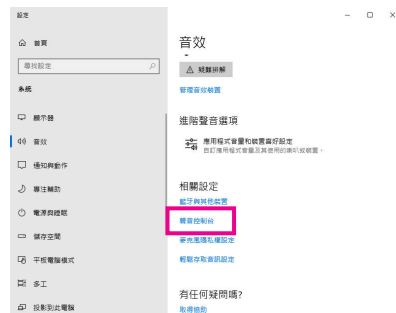 設定
首頁
尋找設定
系統
顯示器
音效
通知與動作
專注輔助
電源與睡眠
儲存空間
平板電腦模式
多工
投影到此電腦
音效
疑難排解
管理音效裝置
進階聲音選項
應用程式音量和裝置喜好設定
自訂應用程式音量及其使用的喇叭或裝置。
相關設定
藍牙與其他裝置
聲音控制台
麥克風隱私權設定
輕鬆存取音訊設定
有任何疑問嗎?
取得協助